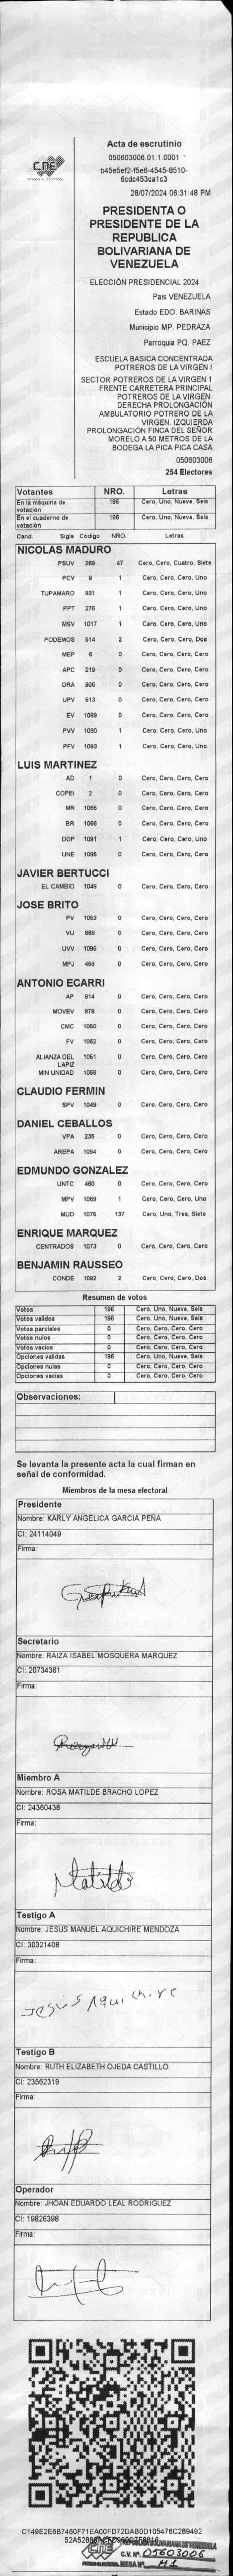 CNE
Acta de escrutinio
050603006.01.1.0001
b45e5ef2-f5e6-4545-8510-
6cdc453ca1c3
28/07/2024 06:31:48 PM
PRESIDENTA O
PRESIDENTE DE LA
REPUBLICA
BOLIVARIANA DE
VENEZUELA
ELECCIÓN PRESIDENCIAL 2024
País VENEZUELA
Estado EDO. BARINAS
Municipio MP. PEDRAZA
Parroquia PQ. PAEZ
ESCUELA BASICA CONCENTRADA
POTREROS DE LA VIRGEN I
SECTOR POTREROS DE LA VIRGEN 1
FRENTE CARRETERA PRINCIPAL
POTREROS DE LA VIRGEN.
DERECHA PROLONGACIÓN
AMBULATORIO POTRERO DE LA
VIRGEN. IZQUIERDA
PROLONGACIÓN FINCA DEL SEÑOR
MORELO A 50 METROS DE LA
BODEGA LA PICA PICA CASA
050603006
254 Electores
Votantes NRO. Letras
En la máquina de votación 196 Cero, Uno, Nueve, Seis
En el cuaderno de votación 196 Cero, Uno, Nueve, Seis
Cand. Sigla Código NRO. Letras
NICOLAS MADURO
PSUV 269 47 Cero, Cero, Cuatro, Siete
PCV 9 1 Cero, Cero, Cero, Uno
TUPAMARO 931 1 Cero, Cero, Cero, Uno
PPT 276 1 Cero, Cero, Cero, Uno
MSV 1017 1 Cero, Cero, Cero, Uno
PODEMOS 514 2 Cero, Cero, Cero, Dos
MEP 6 0 Cero, Cero, Cero, Cero
APC 219 0 Cero, Cero, Cero, Cero
ORA 906 0 Cero, Cero, Cero, Cero
UPV 513 0 Cero, Cero, Cero, Cero
EV 1089 0 Cero, Cero, Cero, Cero
PVV 1090 1 Cero, Cero, Cero, Uno
PFV 1093 1 Cero, Cero, Cero, Uno
LUIS MARTINEZ
AD 1 0 Cero, Cero, Cero, Cero
COPEI 2 0 Cero, Cero, Cero, Cero
MR 1055 0 Cero, Cero, Cero, Cero
BR 1066 0 Cero, Cero, Cero, Cero
DDP 1091 1 Cero, Cero, Cero, Uno
UNE 1095 0 Cero, Cero, Cero, Cero
JAVIER BERTUCCI
EL CAMBIO 1049 0 Cero, Cero, Cero, Cero
JOSE BRITO
PV 1053 0 Cero, Cero, Cero, Cero
VU 868 0 Cero, Cero, Cero, Cero
UVV 1096 0 Cero, Cero, Cero, Cero
MPJ 458 0 Cero, Cero, Cero, Cero
ANTONIO ECARRI
AP 814 0 Cero, Cero, Cero, Cero
MOVEV 878 0 Cero, Cero, Cero, Cero
CMC 1050 0 Cero, Cero, Cero, Cero
FV 1062 0 Cero, Cero, Cero, Cero
ALIANZA DEL LAPIZ 1051 0 Cero, Cero, Cero, Cero
MIN UNIDAD 1068 0 Cero, Cero, Cero, Cero
CLAUDIO FERMIN
SPV 1049 0 Cero, Cero, Cero, Cero
DANIEL CEBALLOS
VPA 236 0 Cero, Cero, Cero, Cero
AREPA 1094 0 Cero, Cero, Cero, Cero
EDMUNDO GONZALEZ
UNTC 460 0 Cero, Cero, Cero, Cero
MPV 1069 1 Cero, Cero, Cero, Uno
MUD 1075 137 Cero, Uno, Tres, Siete
ENRIQUE MARQUEZ
CENTRADOS 1073 0 Cero, Cero, Cero, Cero
BENJAMIN RAUSSEO
CONDE 1092 2 Cero, Cero, Cero, Dos
Resumen de votos
Votos 196 Cero, Uno, Nueve, Seis
Votos validos 196 Cero, Uno, Nueve, Seis
Votos parciales 0 Cero, Cero, Cero, Cero
Votos nulos 0 Cero, Cero, Cero, Cero
Votos vacios 0 Cero, Cero, Cero, Cero
Opciones validas 196 Cero, Uno, Nueve, Seis
Opciones nulas 0 Cero, Cero, Cero, Cero
Opciones vacias 0 Cero, Cero, Cero, Cero
Observaciones:
Se levanta la presente acta la cual firman en
señal de conformidad.
Miembros de la mesa electoral
Presidente
Nombre: KARLY ANGELICA GARCIA PEÑA
CI: 24114049
Firma:
Secretario
Nombre: RAIZA ISABEL MOSQUERA MARQUEZ
CI: 20734361
Firma:
Miembro A
Nombre: ROSA MATILDE BRACHO LOPEZ
CI: 24360438
Firma:
Matilde
Testigo A
Nombre: JESUS MANUEL AQUICHIRE MENDOZA
CI: 30321408
Firma:
Jesus Aquichire
Testigo B
Nombre: RUTH ELIZABETH OJEDA CASTILLO
CI: 23562319
Firma:
Operador
Nombre: JHOAN EDUARDO LEAL RODRIGUEZ
CI: 19826398
Firma:
C149E2E6B7460F71EA00FD72DAB0D105476C289492
CNE
REPÚBLICA BOLIVARIANA DE VENEZUELA
C.V. Nº. 05603006
MESA Nº M1